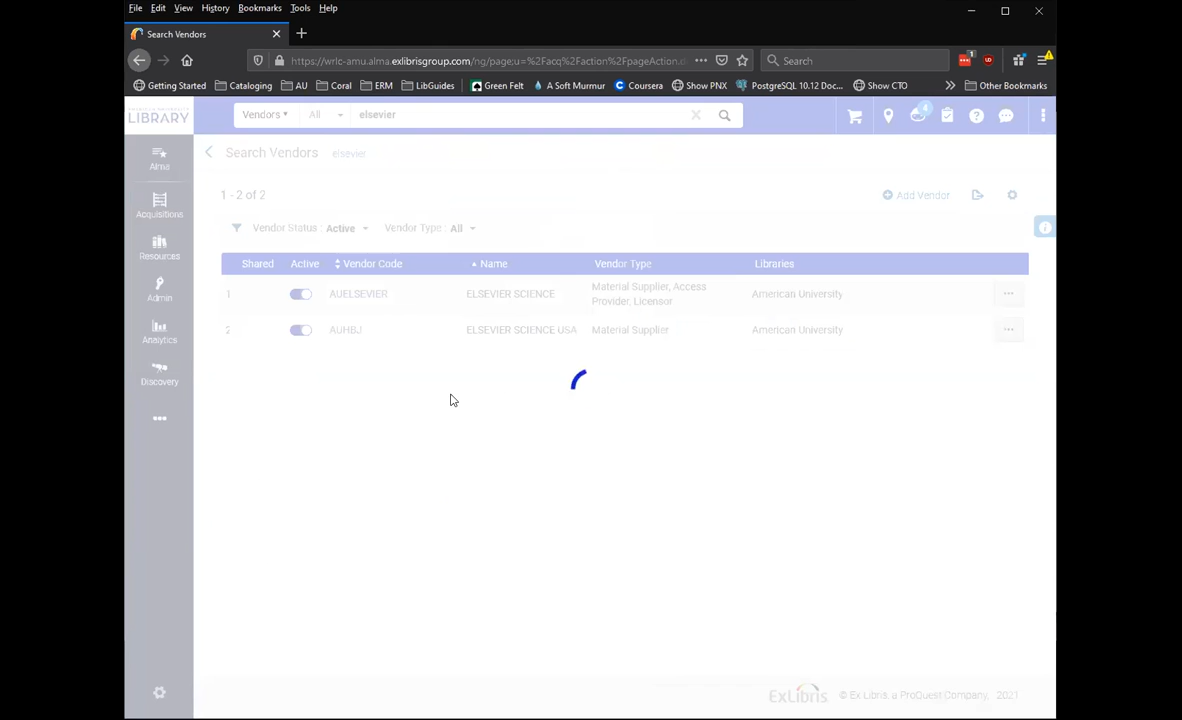 File Edit View History Bookmarks Tools Help
Search Vendors
https://wrlc-amu.alma.exlibrisgroup.com/ng/page;u=%2Facq%2Faction%2FpageAction.d
Search
1
Getting Started Cataloging AU Coral ERM LibGuides Green Felt A Soft Murmur Coursera Show PNX PostgreSQL 10.12 Doc... Show CTO Other Bookmarks
LIBRARY
Vendors All elsevier
4
Alma
Acquisitions
Resources
Admin
Analytics
Discovery
Search Vendors elsevier
1 - 2 of 2
Add Vendor
Vendor Status : Active Vendor Type : All
Shared Active Vendor Code Name Vendor Type Libraries
1 AUELSEVIER ELSEVIER SCIENCE Material Supplier, Access Provider, Licensor American University
2 AUHBJ ELSEVIER SCIENCE USA Material Supplier American University
ExLibris © Ex Libris, a ProQuest Company, 2021